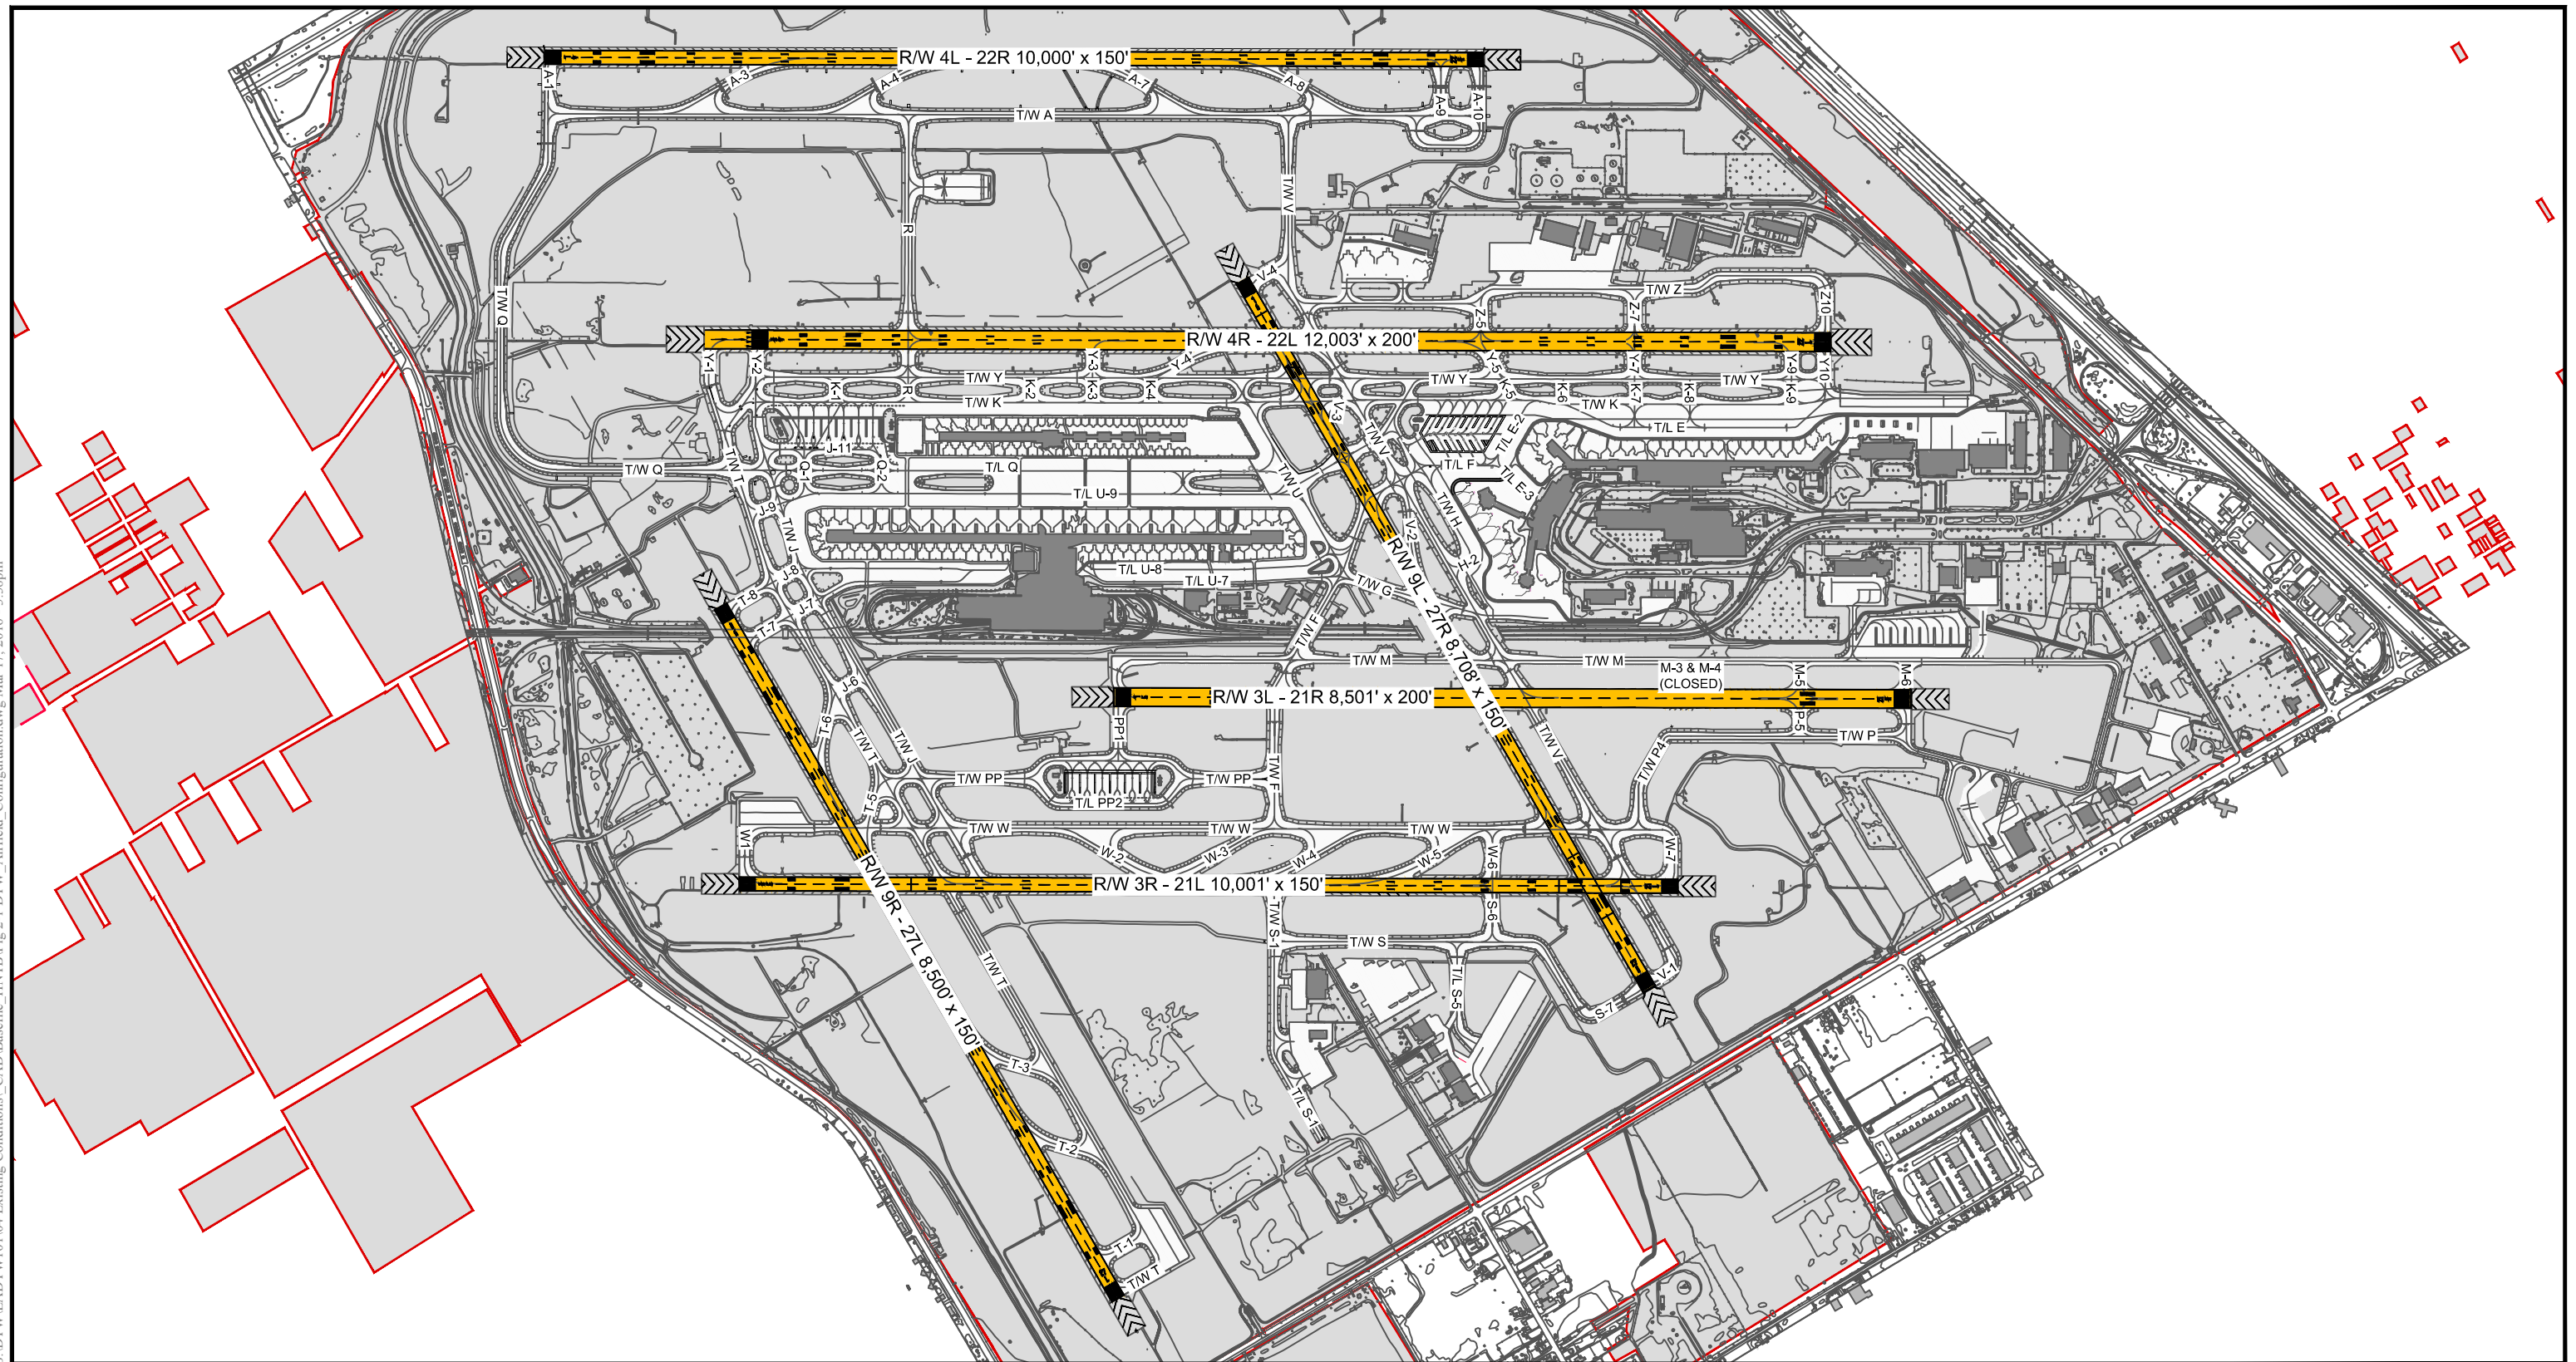 R/W 4L - 22R 10,000' x 150'
A-1
A-3
A-4
A-7
A-8
A-9
A-10
T/W A
R
T/W V
T/W Q
V-4
T/W Z
Z-5
Z-7
Z10
R/W 4R - 22L 12,003' x 200'
Y-1
Y-2
Y-3
Y-4
Y-5
Y-7
Y-9
Y10
T/W Y
T/W Y
T/W Y
K-1
R
K-2
K-3
K-4
K-5
K-6
K-7
K-8
K-9
T/W K
T/W K
V-3
T/W V
T/L E-2
T/L E
J-11
T/W Q
T/W T
Q-1
Q-2
T/L Q
T/W U
T/L F
T/L E-3
T/L U-9
J-9
T/W J
V-2
T/W H
H-2
J-8
T/L U-8
T/L U-7
T/W G
T-8
J-7
T-7
T/W F
R/W 9L - 27R 8,708' x 150'
T/W M
T/W M
M-3 & M-4
(CLOSED)
M-5
M-6
J-6
R/W 3L - 21R 8,501' x 200'
T-6
T/W T
T/W J
PP1
P-5
T/W P
T/W V
T/W P4
T/W PP
T/W PP
T/W F
T/L PP2
T-5
W1
T/W W
T/W W
T/W W
W-2
W-3
W-4
W-5
W-6
W-7
R/W 3R - 21L 10,001' x 150'
R/W 9R - 27L 8,500' x 150'
T/W S-1
S-6
T/W S
T/W T
T/L S-5
V-1
S-7
T-3
T/L S-1
T-2
T-1
T/W T